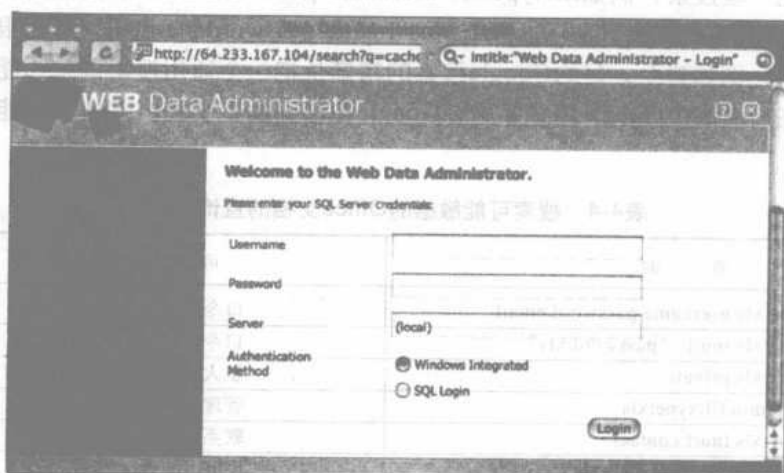 Web Data Administrator - Login
http://64.233.167.104/search?q=cache
intitle:"Web Data Administrator - Login"
WEB Data Administrator
Welcome to the Web Data Administrator.
Please enter your SQL Server credentials:
Username
Password
Server
(local)
Authentication
Method
Windows Integrated
SQL Login
Login